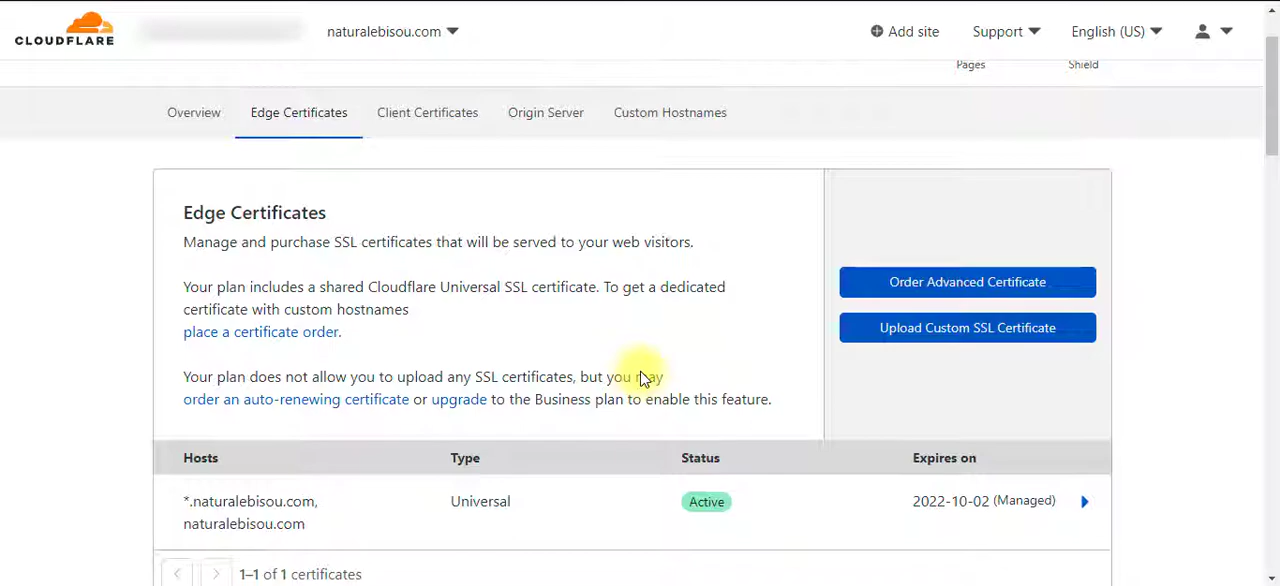 CLOUDFLARE
naturalebisou.com
Add site
Support
English (US)
Pages
Shield
Overview
Edge Certificates
Client Certificates
Origin Server
Custom Hostnames
Edge Certificates
Manage and purchase SSL certificates that will be served to your web visitors.
Your plan includes a shared Cloudflare Universal SSL certificate. To get a dedicated
certificate with custom hostnames
place a certificate order.
Your plan does not allow you to upload any SSL certificates, but you may
order an auto-renewing certificate or upgrade to the Business plan to enable this feature.
Order Advanced Certificate
Upload Custom SSL Certificate
Hosts
Type
Status
Expires on
*.naturalebisou.com,
naturalebisou.com
Universal
Active
2022-10-02 (Managed)
1–1 of 1 certificates